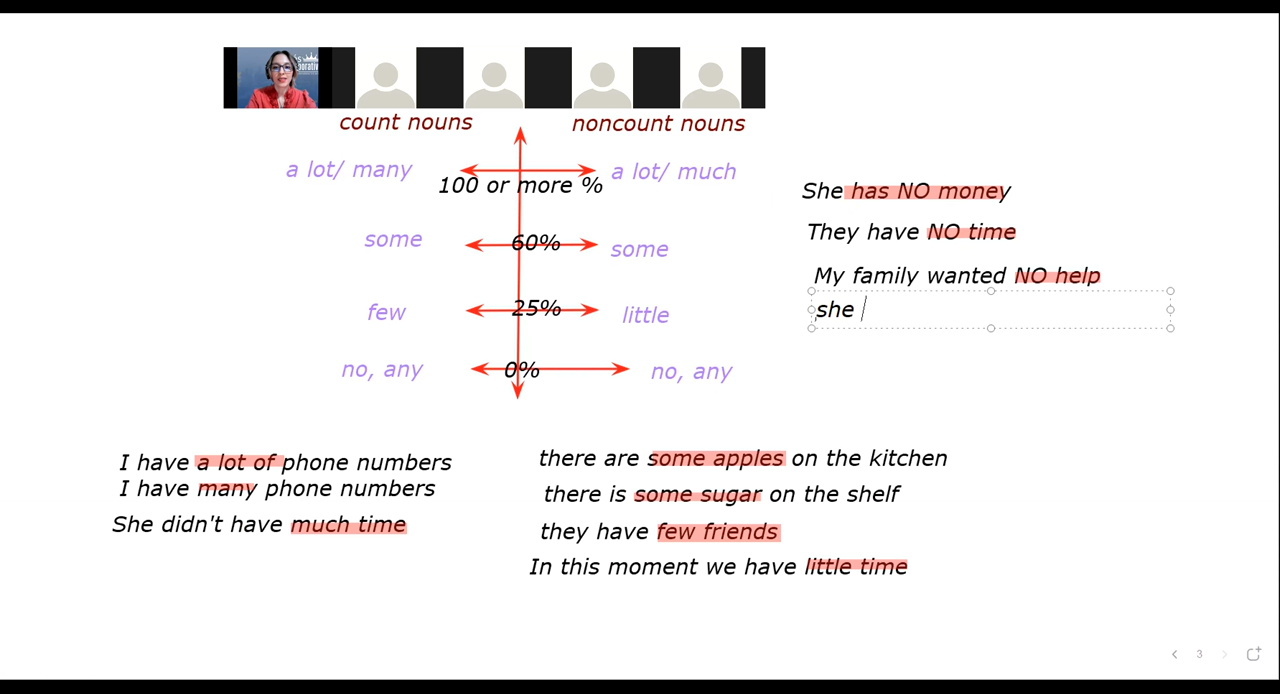 count nouns
noncount nouns
a lot/ many
a lot/ much
100 or more %
some
60%
some
few
25%
little
no, any
0%
no, any
She has NO money
They have NO time
My family wanted NO help
she
I have a lot of phone numbers
I have many phone numbers
She didn't have much time
there are some apples on the kitchen
there is some sugar on the shelf
they have few friends
In this moment we have little time
3